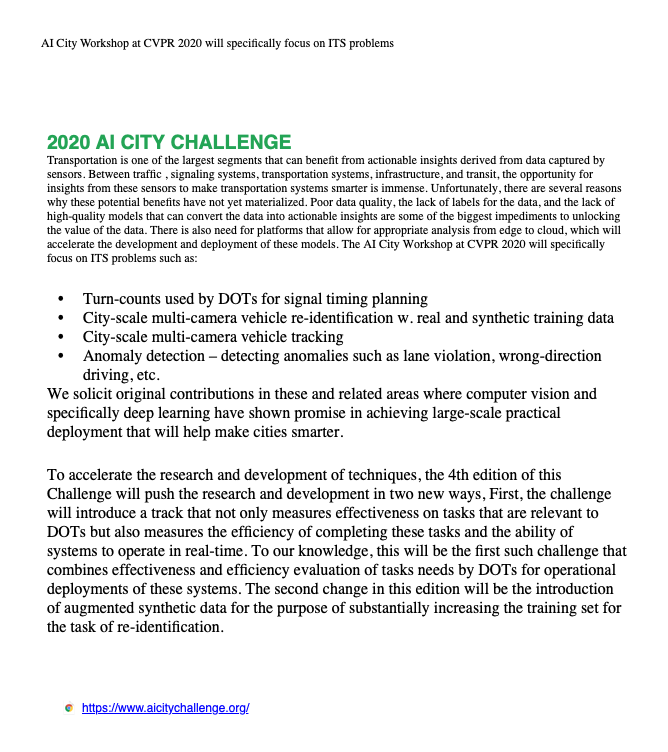 AI City Workshop at CVPR 2020 will specifically focus on ITS problems
2020 AI CITY CHALLENGE
Transportation is one of the largest segments that can benefit from actionable insights derived from data captured by
sensors. Between traffic , signaling systems, transportation systems, infrastructure, and transit, the opportunity for
insights from these sensors to make transportation systems smarter is immense. Unfortunately, there are several reasons
why these potential benefits have not yet materialized. Poor data quality, the lack of labels for the data, and the lack of
high-quality models that can convert the data into actionable insights are some of the biggest impediments to unlocking
the value of the data. There is also need for platforms that allow for appropriate analysis from edge to cloud, which will
accelerate the development and deployment of these models. The AI City Workshop at CVPR 2020 will specifically
focus on ITS problems such as:
• Turn-counts used by DOTs for signal timing planning
• City-scale multi-camera vehicle re-identification w. real and synthetic training data
• City-scale multi-camera vehicle tracking
• Anomaly detection – detecting anomalies such as lane violation, wrong-direction
driving, etc.
We solicit original contributions in these and related areas where computer vision and
specifically deep learning have shown promise in achieving large-scale practical
deployment that will help make cities smarter.
To accelerate the research and development of techniques, the 4th edition of this
Challenge will push the research and development in two new ways, First, the challenge
will introduce a track that not only measures effectiveness on tasks that are relevant to
DOTs but also measures the efficiency of completing these tasks and the ability of
systems to operate in real-time. To our knowledge, this will be the first such challenge that
combines effectiveness and efficiency evaluation of tasks needs by DOTs for operational
deployments of these systems. The second change in this edition will be the introduction
of augmented synthetic data for the purpose of substantially increasing the training set for
the task of re-identification.
https://www.aicitychallenge.org/